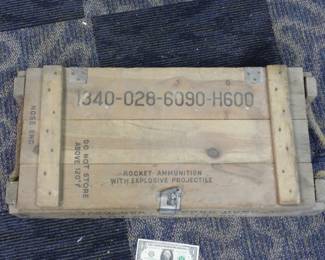 1340-028-6090-H600
NOSE END
DO NOT STORE
ABOVE 120°F
ROCKET AMMUNITION
WITH EXPLOSIVE PROJECTILE